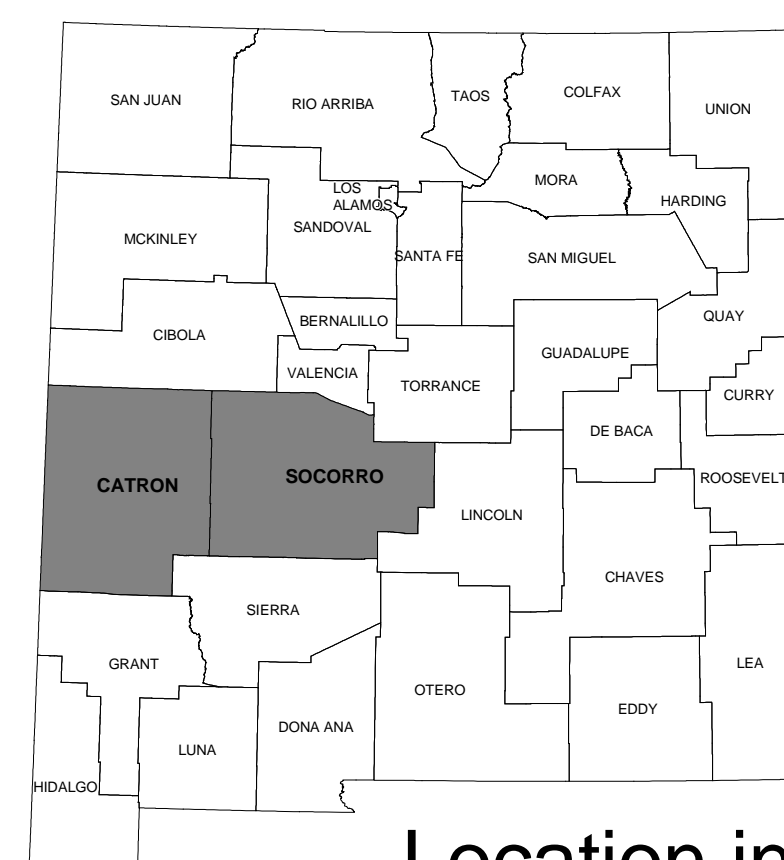 SAN JUAN
RIO ARRIBA
TAOS
COLFAX
UNION
LOS
ALAMOS
MORA
HARDING
MCKINLEY
SANDOVAL
SANTA FE
SAN MIGUEL
CIBOLA
BERNALILLO
QUAY
VALENCIA
TORRANCE
GUADALUPE
CURRY
DE BACA
CATRON
SOCORRO
ROOSEVELT
LINCOLN
CHAVES
SIERRA
GRANT
OTERO
LEA
EDDY
DONA ANA
LUNA
HIDALGO
Location in